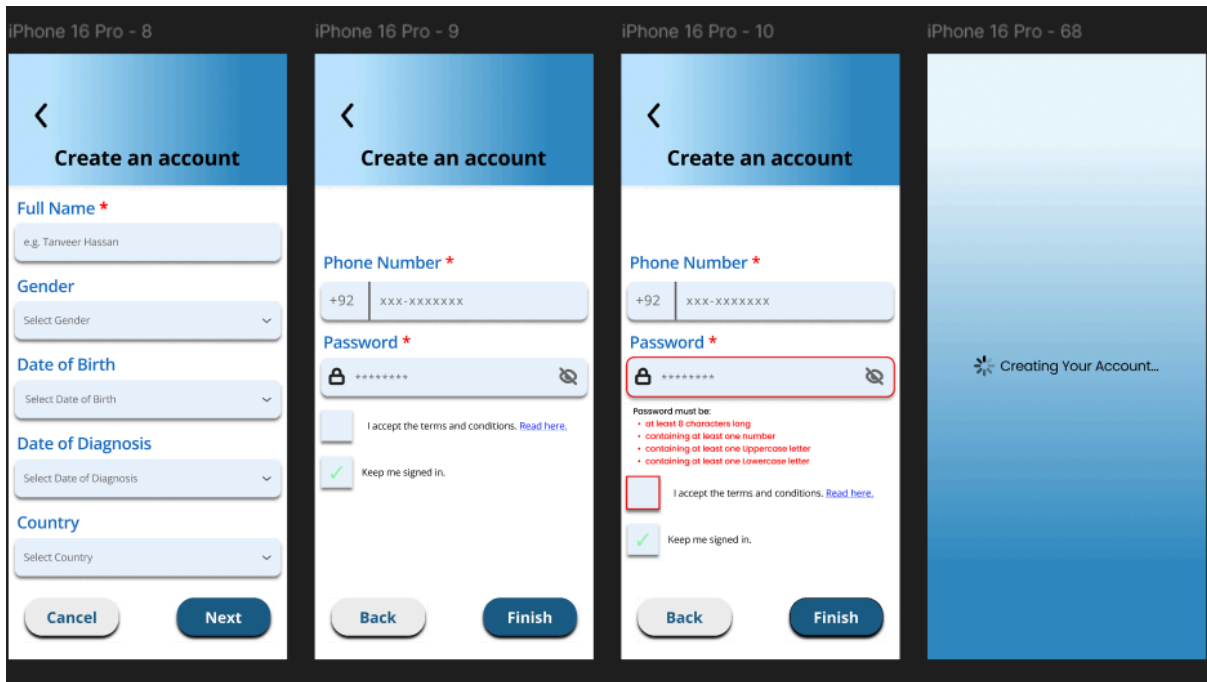 iPhone 16 Pro - 8
Create an account
Full Name *
e.g. Tanveer Hassan
Gender
Select Gender
Date of Birth
Select Date of Birth
Date of Diagnosis
Select Date of Diagnosis
Country
Select Country
Cancel
Next
iPhone 16 Pro - 9
Create an account
Phone Number *
+92 xxx-xxxxxxx
Password *
********
I accept the terms and conditions. Read here.
Keep me signed in.
Back
Finish
iPhone 16 Pro - 10
Create an account
Phone Number *
+92 xxx-xxxxxxx
Password *
********
Password must be:
• at least 8 characters long
• containing at least one number
• containing at least one Uppercase letter
• containing at least one Lowercase letter
I accept the terms and conditions. Read here.
Keep me signed in.
Back
Finish
iPhone 16 Pro - 68
Creating Your Account...